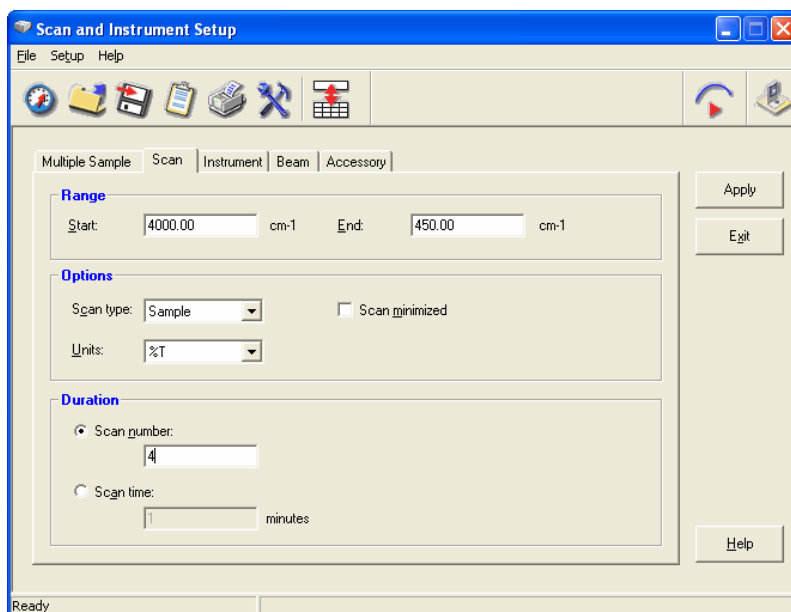 Scan and Instrument Setup
File Setup Help
Multiple Sample Scan Instrument Beam Accessory
Range
Start: 4000.00 cm-1 End: 450.00 cm-1
Apply
Exit
Options
Scan type: Sample Scan minimized
Units: %T
Duration
Scan number:
4
Scan time:
1 minutes
Help
Ready